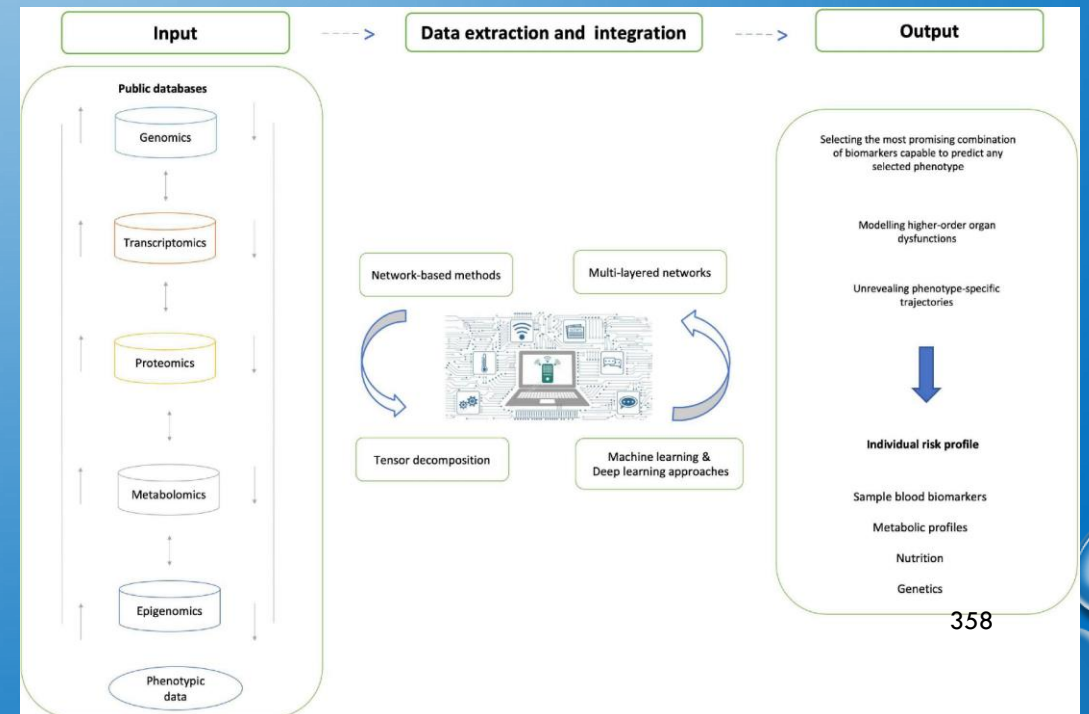 Input
Data extraction and integration
Output
Public databases
Genomics
Transcriptomics
Proteomics
Metabolomics
Epigenomics
Phenotypic
data
Network-based methods
Multi-layered networks
Tensor decomposition
Machine learning &
Deep learning approaches
Selecting the most promising combination
of biomarkers capable to predict any
selected phenotype
Modelling higher-order organ
dysfunctions
Unrevealing phenotype-specific
trajectories
Individual risk profile
Sample blood biomarkers
Metabolic profiles
Nutrition
Genetics
358